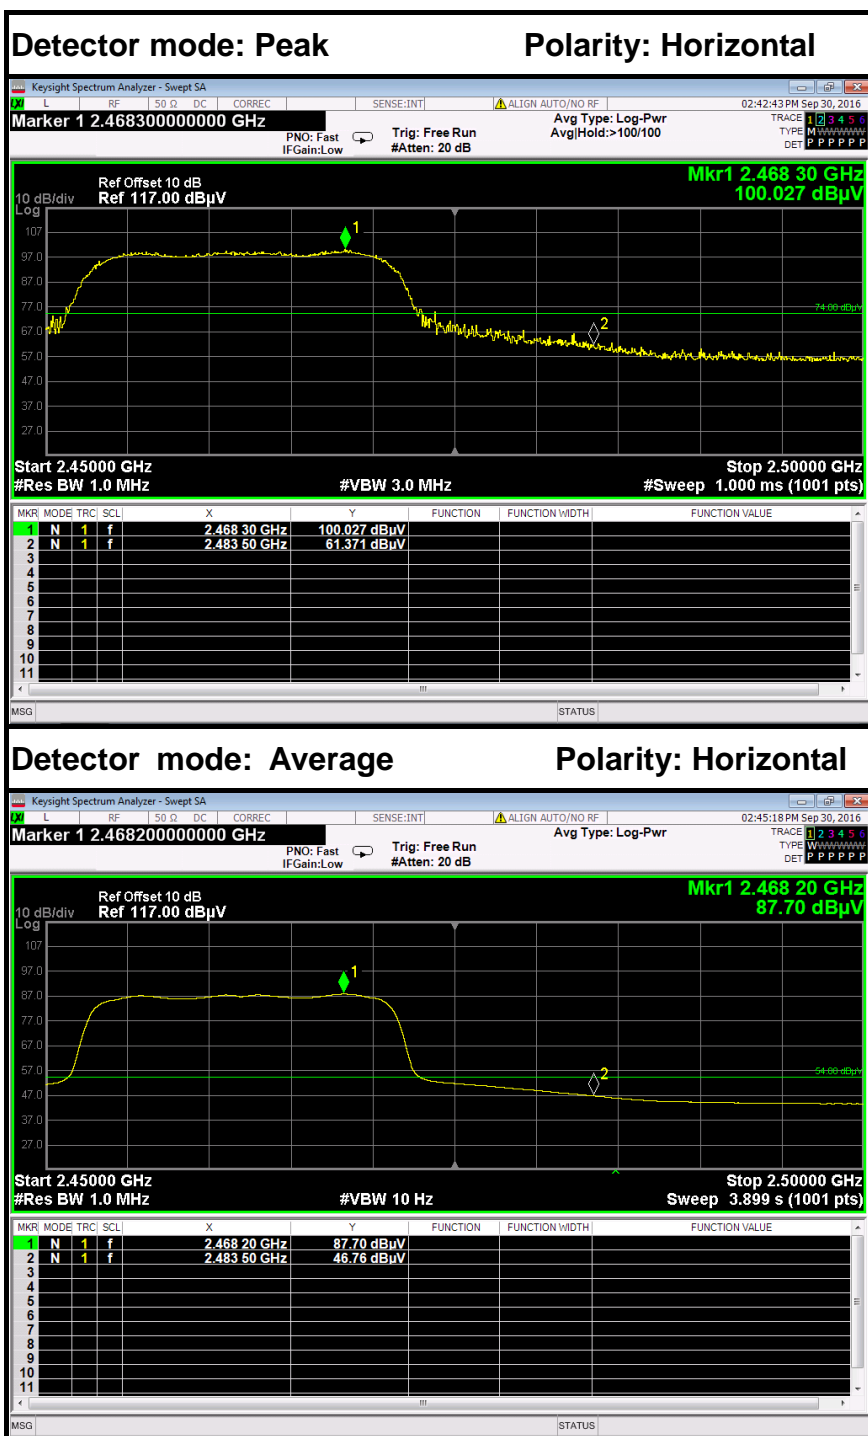 Detector mode: Peak Polarity: Horizontal
Keysight Spectrum Analyzer - Swept SA
LXI L RF 50 Ω DC CORREC SENSE:INT ALIGN AUTO/NO RF 02:42:43 PM Sep 30, 2016
Marker 1 2.468300000000 GHz
PNO: Fast
IFGain:Low
Trig: Free Run
#Atten: 20 dB
Avg Type: Log-Pwr
Avg|Hold:>100/100
TRACE 1 2 3 4 5 6
TYPE M WWWWW
DET P P P P P P
Mkr1 2.468 30 GHz
100.027 dBµV
Ref Offset 10 dB
10 dB/div Ref 117.00 dBµV
Log
107
97.0
87.0
77.0
67.0
57.0
47.0
37.0
27.0
1
2
74.00 dBµV
Start 2.45000 GHz Stop 2.50000 GHz
#Res BW 1.0 MHz #VBW 3.0 MHz #Sweep 1.000 ms (1001 pts)
MKR MODE TRC SCL X Y FUNCTION FUNCTION WIDTH FUNCTION VALUE
1 N 1 f 2.468 30 GHz 100.027 dBµV
2 N 1 f 2.483 50 GHz 61.371 dBµV
3
4
5
6
7
8
9
10
11
MSG STATUS
Detector mode: Average Polarity: Horizontal
Keysight Spectrum Analyzer - Swept SA
LXI L RF 50 Ω DC CORREC SENSE:INT ALIGN AUTO/NO RF 02:45:18 PM Sep 30, 2016
Marker 1 2.468200000000 GHz
PNO: Fast
IFGain:Low
Trig: Free Run
#Atten: 20 dB
Avg Type: Log-Pwr
TRACE 1 2 3 4 5 6
TYPE WWWWWW
DET P P P P P P
Mkr1 2.468 20 GHz
87.70 dBµV
Ref Offset 10 dB
10 dB/div Ref 117.00 dBµV
Log
107
97.0
87.0
77.0
67.0
57.0
47.0
37.0
27.0
1
2
54.00 dBµV
Start 2.45000 GHz Stop 2.50000 GHz
#Res BW 1.0 MHz #VBW 10 Hz Sweep 3.899 s (1001 pts)
MKR MODE TRC SCL X Y FUNCTION FUNCTION WIDTH FUNCTION VALUE
1 N 1 f 2.468 20 GHz 87.70 dBµV
2 N 1 f 2.483 50 GHz 46.76 dBµV
3
4
5
6
7
8
9
10
11
MSG STATUS